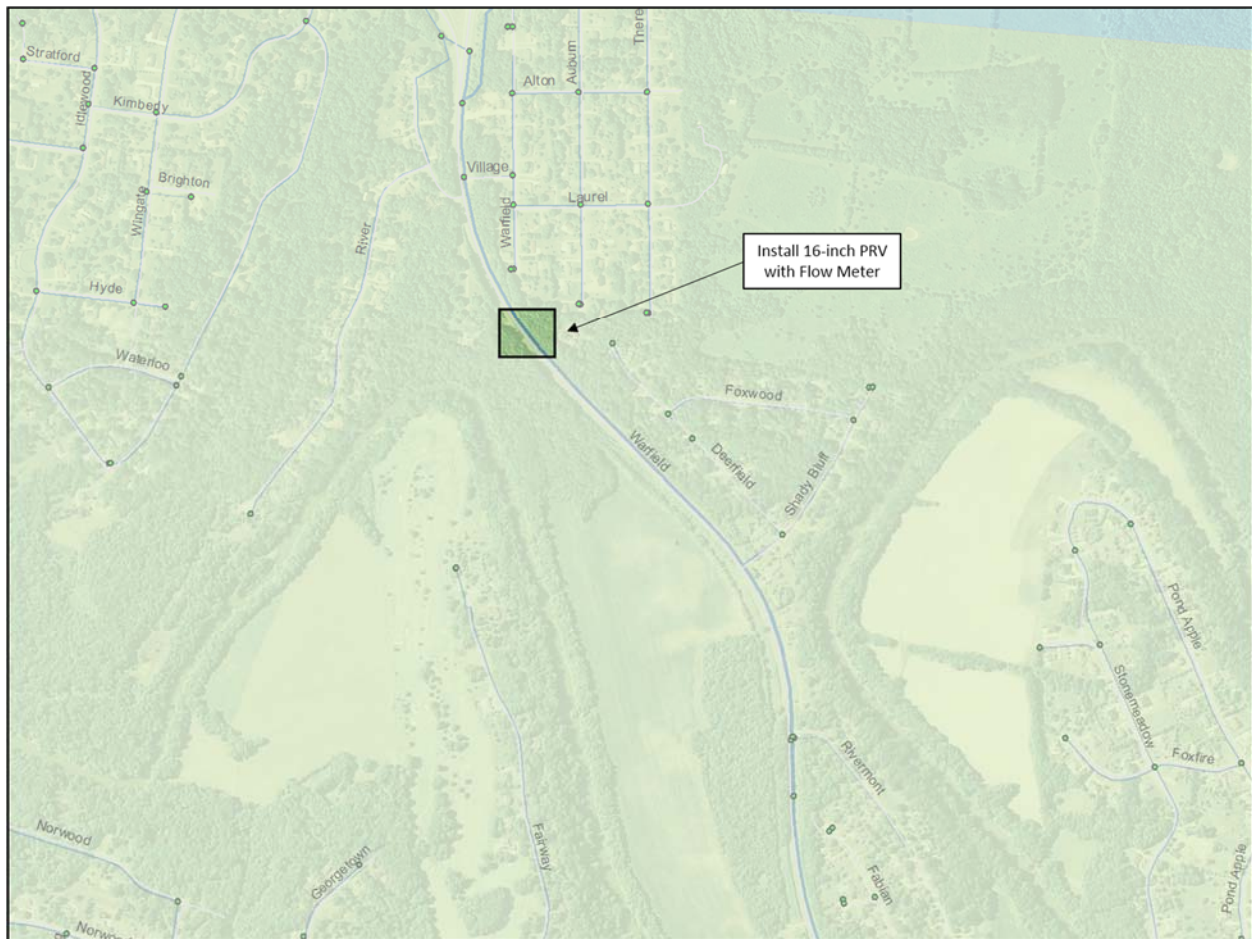 Stratford
Idlewood
Kimberly
Alton
Auburn
There
Village
Brighton
Wingate
Laurel
Warfield
River
Install 16-inch PRV
with Flow Meter
Hyde
Waterloo
Foxwood
Warfield
Deerfield
Shady Bluff
Pond Apple
Stonemeadow
Rivermont
Foxfire
Norwood
Fairway
Georgetown
Fabian
Pond Apple